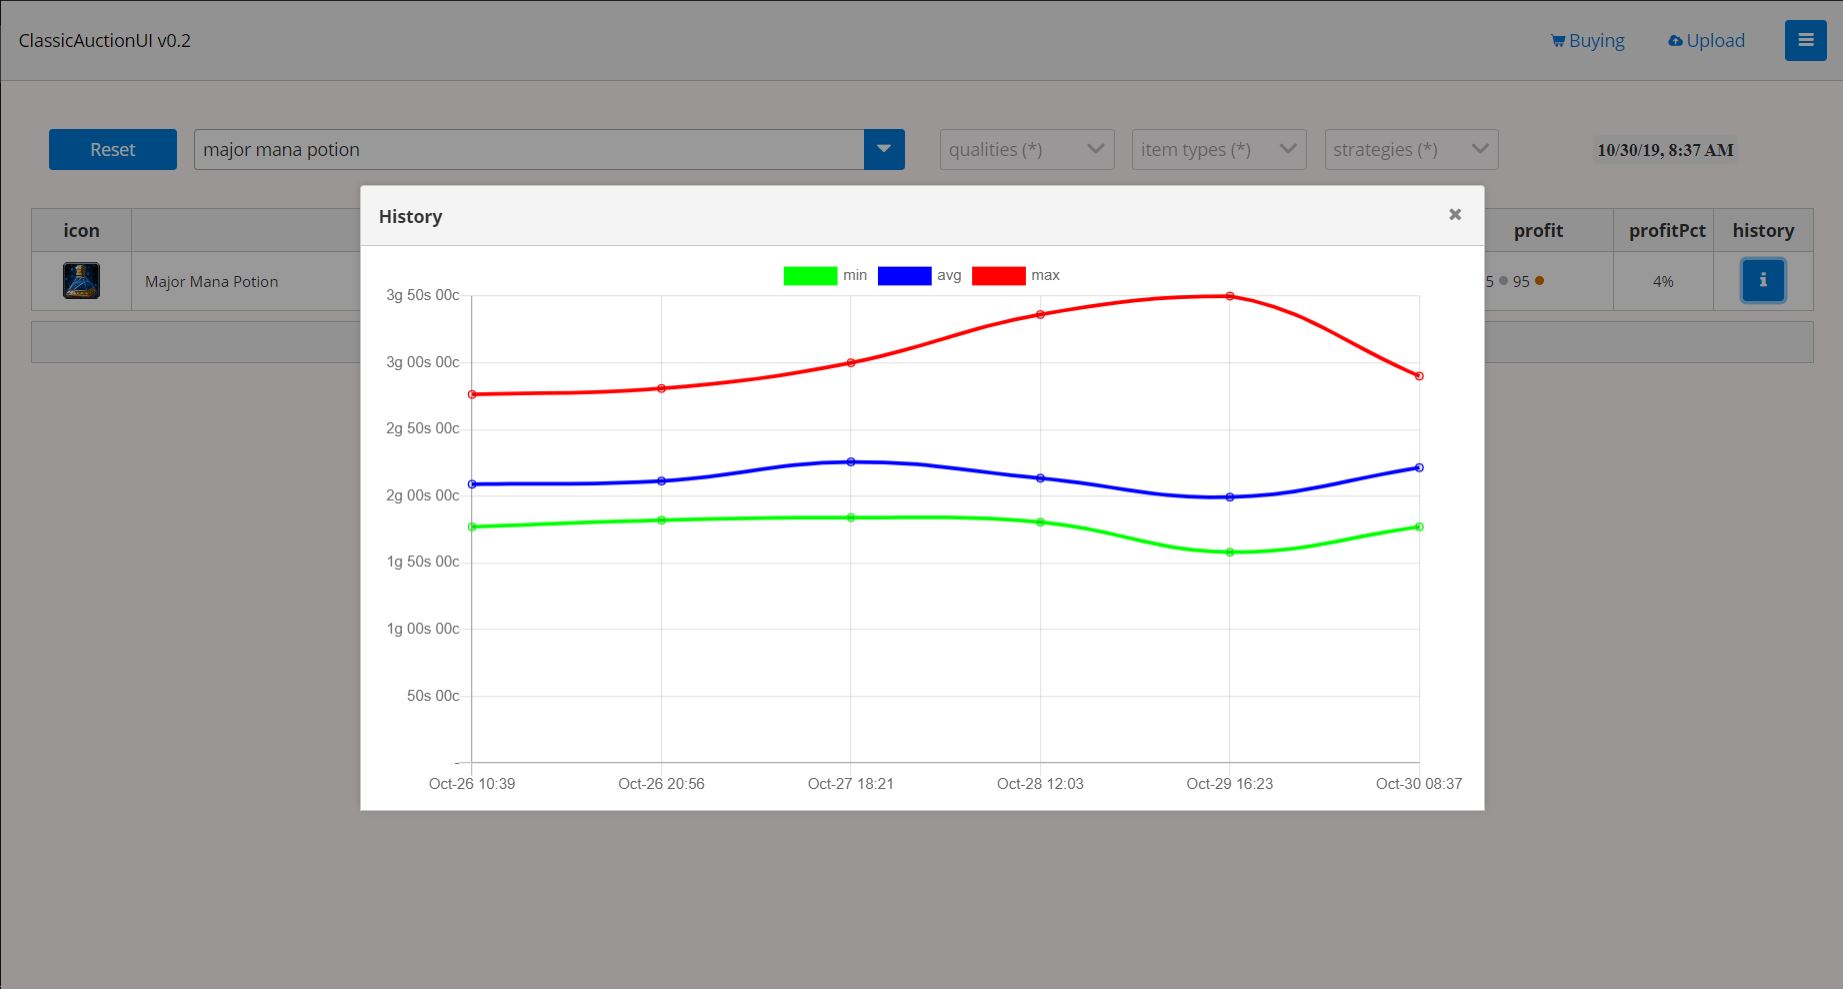 ClassicAuctionUI v0.2
Buying
Upload
Reset
major mana potion
qualities (*)
item types (*)
strategies (*)
10/30/19, 8:37 AM
icon
profit
profitPct
history
Major Mana Potion
5 95
4%
History
min avg max
3g 50s 00c
3g 00s 00c
2g 50s 00c
2g 00s 00c
1g 50s 00c
1g 00s 00c
50s 00c
-
Oct-26 10:39 Oct-26 20:56 Oct-27 18:21 Oct-28 12:03 Oct-29 16:23 Oct-30 08:37